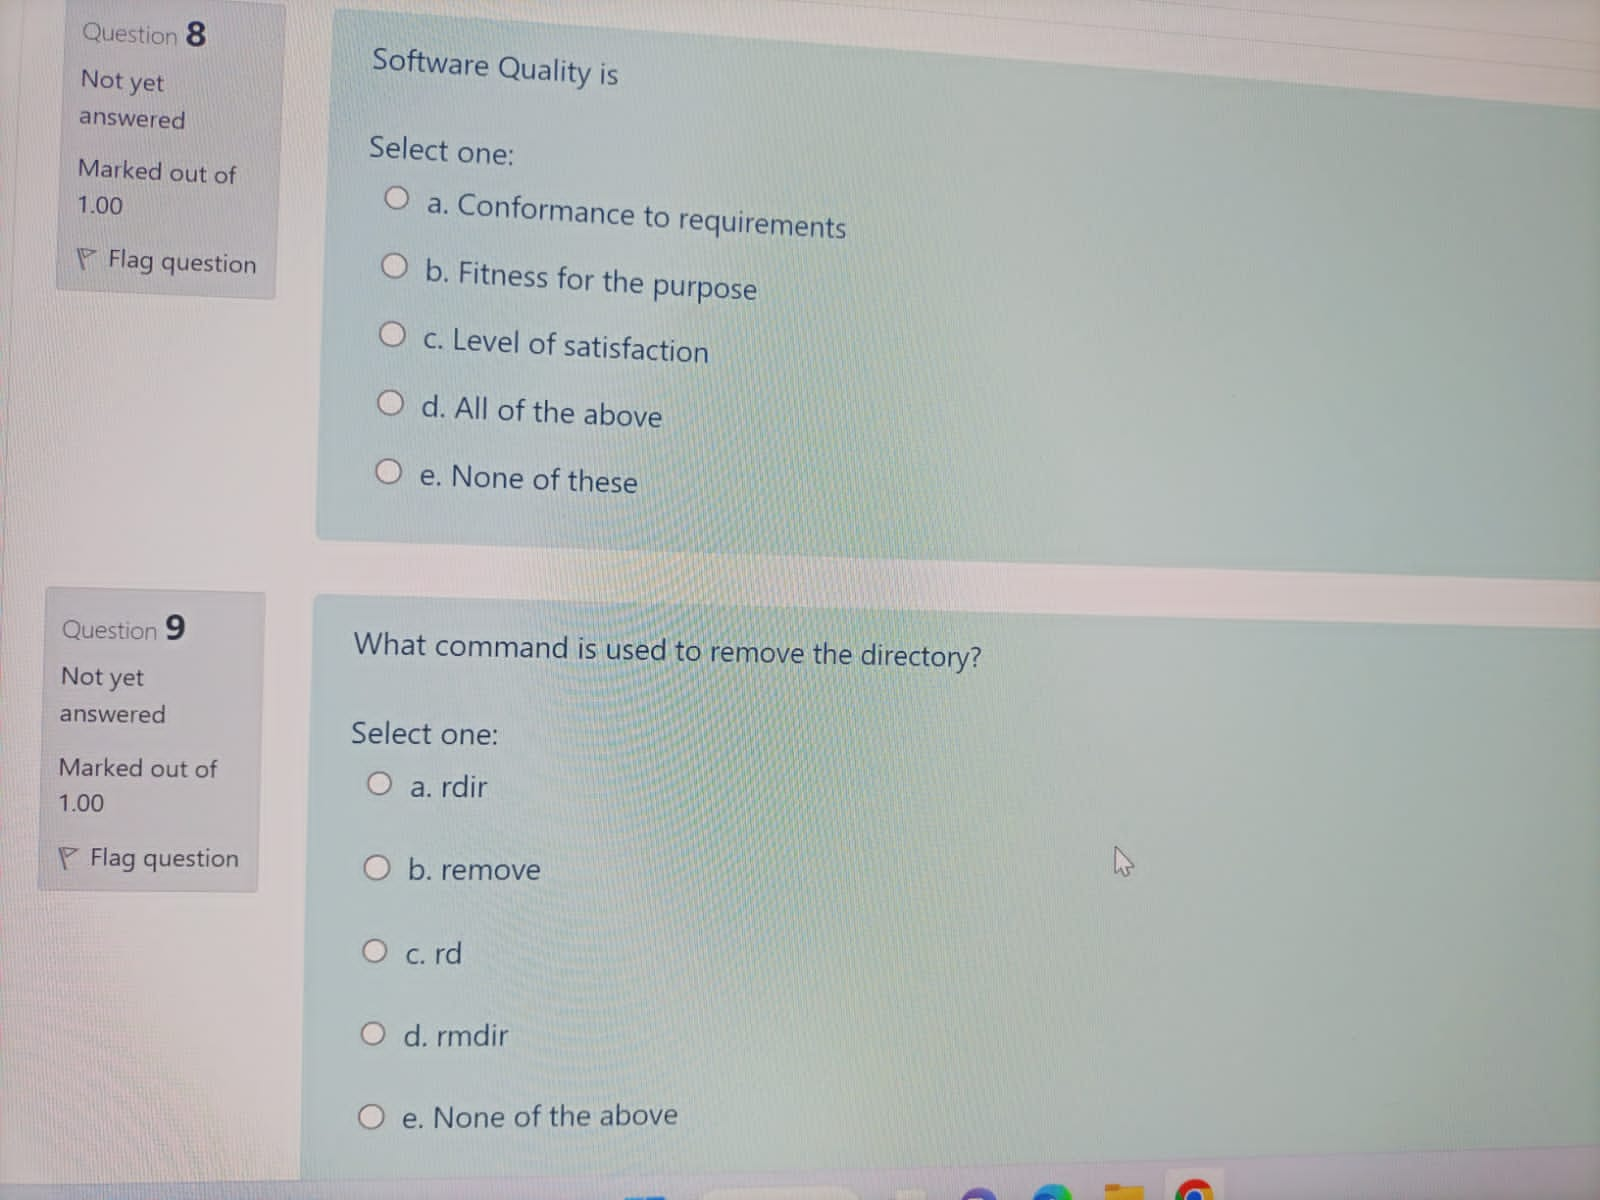 Question 8
Not yet
answered
Marked out of
1.00
Flag question
Software Quality is
Select one:
a. Conformance to requirements
b. Fitness for the purpose
c. Level of satisfaction
d. All of the above
e. None of these
Question 9
Not yet
answered
Marked out of
1.00
Flag question
What command is used to remove the directory?
Select one:
a. rdir
b. remove
c. rd
d. rmdir
e. None of the above